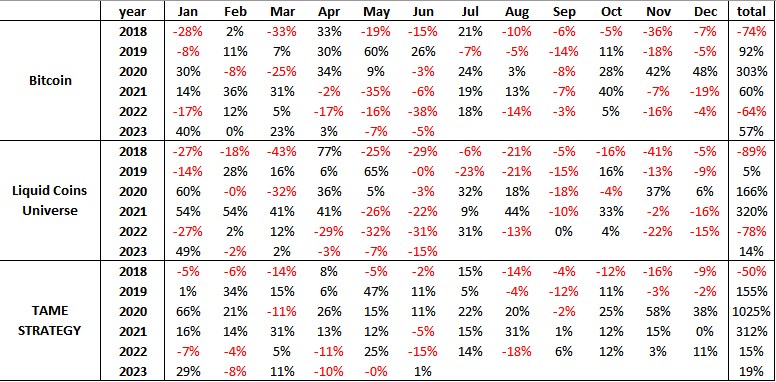 year Jan Feb Mar Apr May Jun Jul Aug Sep Oct Nov Dec total
Bitcoin
2018 -28% 2% -33% 33% -19% -15% 21% -10% -6% -5% -36% -7% -74%
2019 -8% 11% 7% 30% 60% 26% -7% -5% -14% 11% -18% -5% 92%
2020 30% -8% -25% 34% 9% -3% 24% 3% -8% 28% 42% 48% 303%
2021 14% 36% 31% -2% -35% -6% 19% 13% -7% 40% -7% -19% 60%
2022 -17% 12% 5% -17% -16% -38% 18% -14% -3% 5% -16% -4% -64%
2023 40% 0% 23% 3% -7% -5% 57%
Liquid Coins
Universe
2018 -27% -18% -43% 77% -25% -29% -6% -21% -5% -16% -41% -5% -89%
2019 -14% 28% 16% 6% 65% -0% -23% -21% -15% 16% -13% -9% 5%
2020 60% -0% -32% 36% 5% -3% 32% 18% -18% -4% 37% 6% 166%
2021 54% 54% 41% 41% -26% -22% 9% 44% -10% 33% -2% -16% 320%
2022 -27% 2% 12% -29% -32% -31% 31% -13% 0% 4% -22% -15% -78%
2023 49% -2% 2% -3% -7% -15% 14%
TAME
STRATEGY
2018 -5% -6% -14% 8% -5% -2% 15% -14% -4% -12% -16% -9% -50%
2019 1% 34% 15% 6% 47% 11% 5% -4% -12% 11% -3% -2% 155%
2020 66% 21% -11% 26% 15% 11% 22% 20% -2% 25% 58% 38% 1025%
2021 16% 14% 31% 13% 12% -5% 15% 31% 1% 12% 15% 0% 312%
2022 -7% -4% 5% -11% 25% -15% 14% -18% 6% 12% 3% 11% 15%
2023 29% -8% 11% -10% -0% 1% 19%